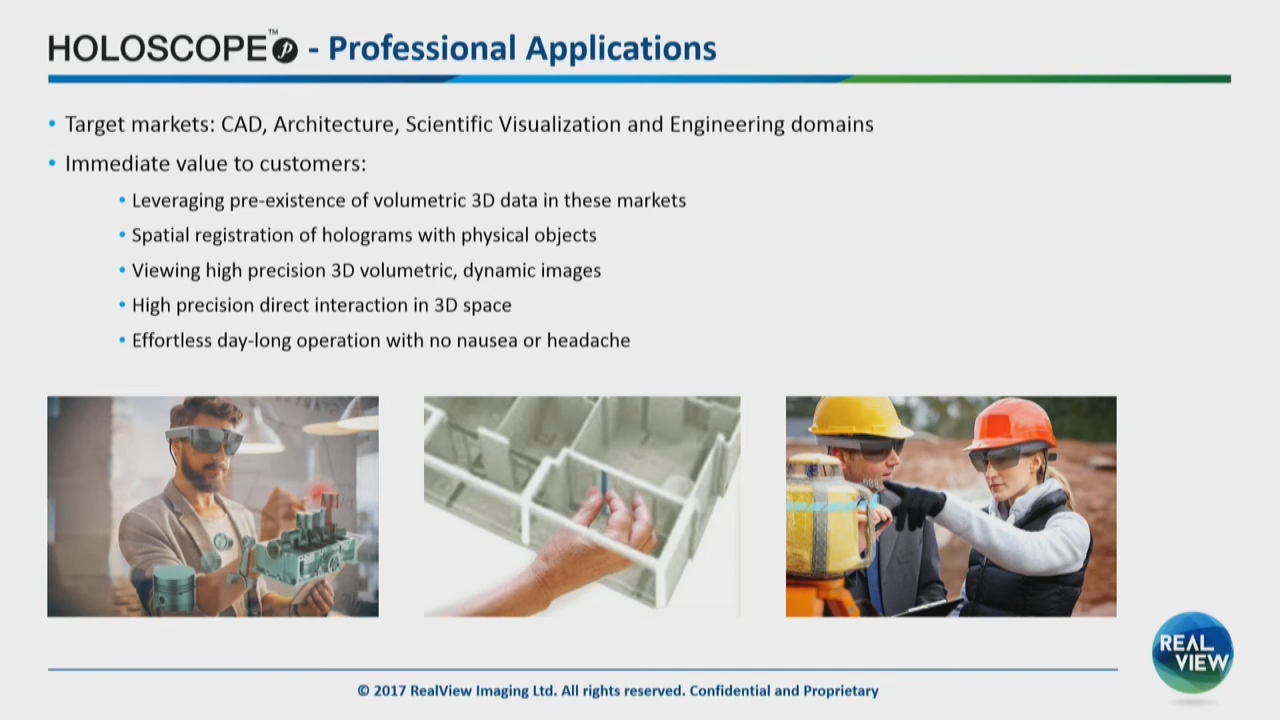 HOLOSCOPE™ p - Professional Applications
• Target markets: CAD, Architecture, Scientific Visualization and Engineering domains
• Immediate value to customers:
• Leveraging pre-existence of volumetric 3D data in these markets
• Spatial registration of holograms with physical objects
• Viewing high precision 3D volumetric, dynamic images
• High precision direct interaction in 3D space
• Effortless day-long operation with no nausea or headache
REAL
VIEW
© 2017 RealView Imaging Ltd. All rights reserved. Confidential and Proprietary